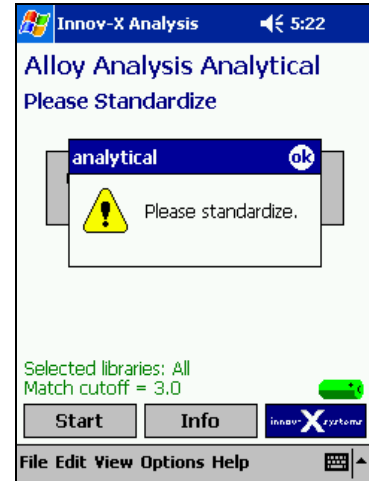 Innov-X Analysis 5:22
Alloy Analysis Analytical
Please Standardize
analytical ok
Please standardize.
Selected libraries: All
Match cutoff = 3.0
Start Info innov-X systems
File Edit View Options Help